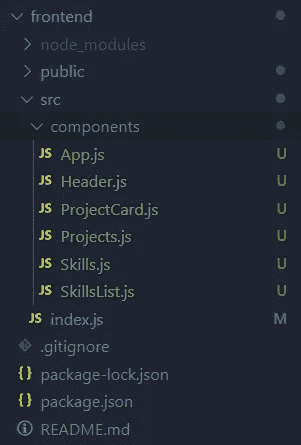 frontend
node_modules
public
src
components
JS App.js U
JS Header.js U
JS ProjectCard.js U
JS Projects.js U
JS Skills.js U
JS SkillsList.js U
JS index.js M
.gitignore
{} package-lock.json
{} package.json
README.md